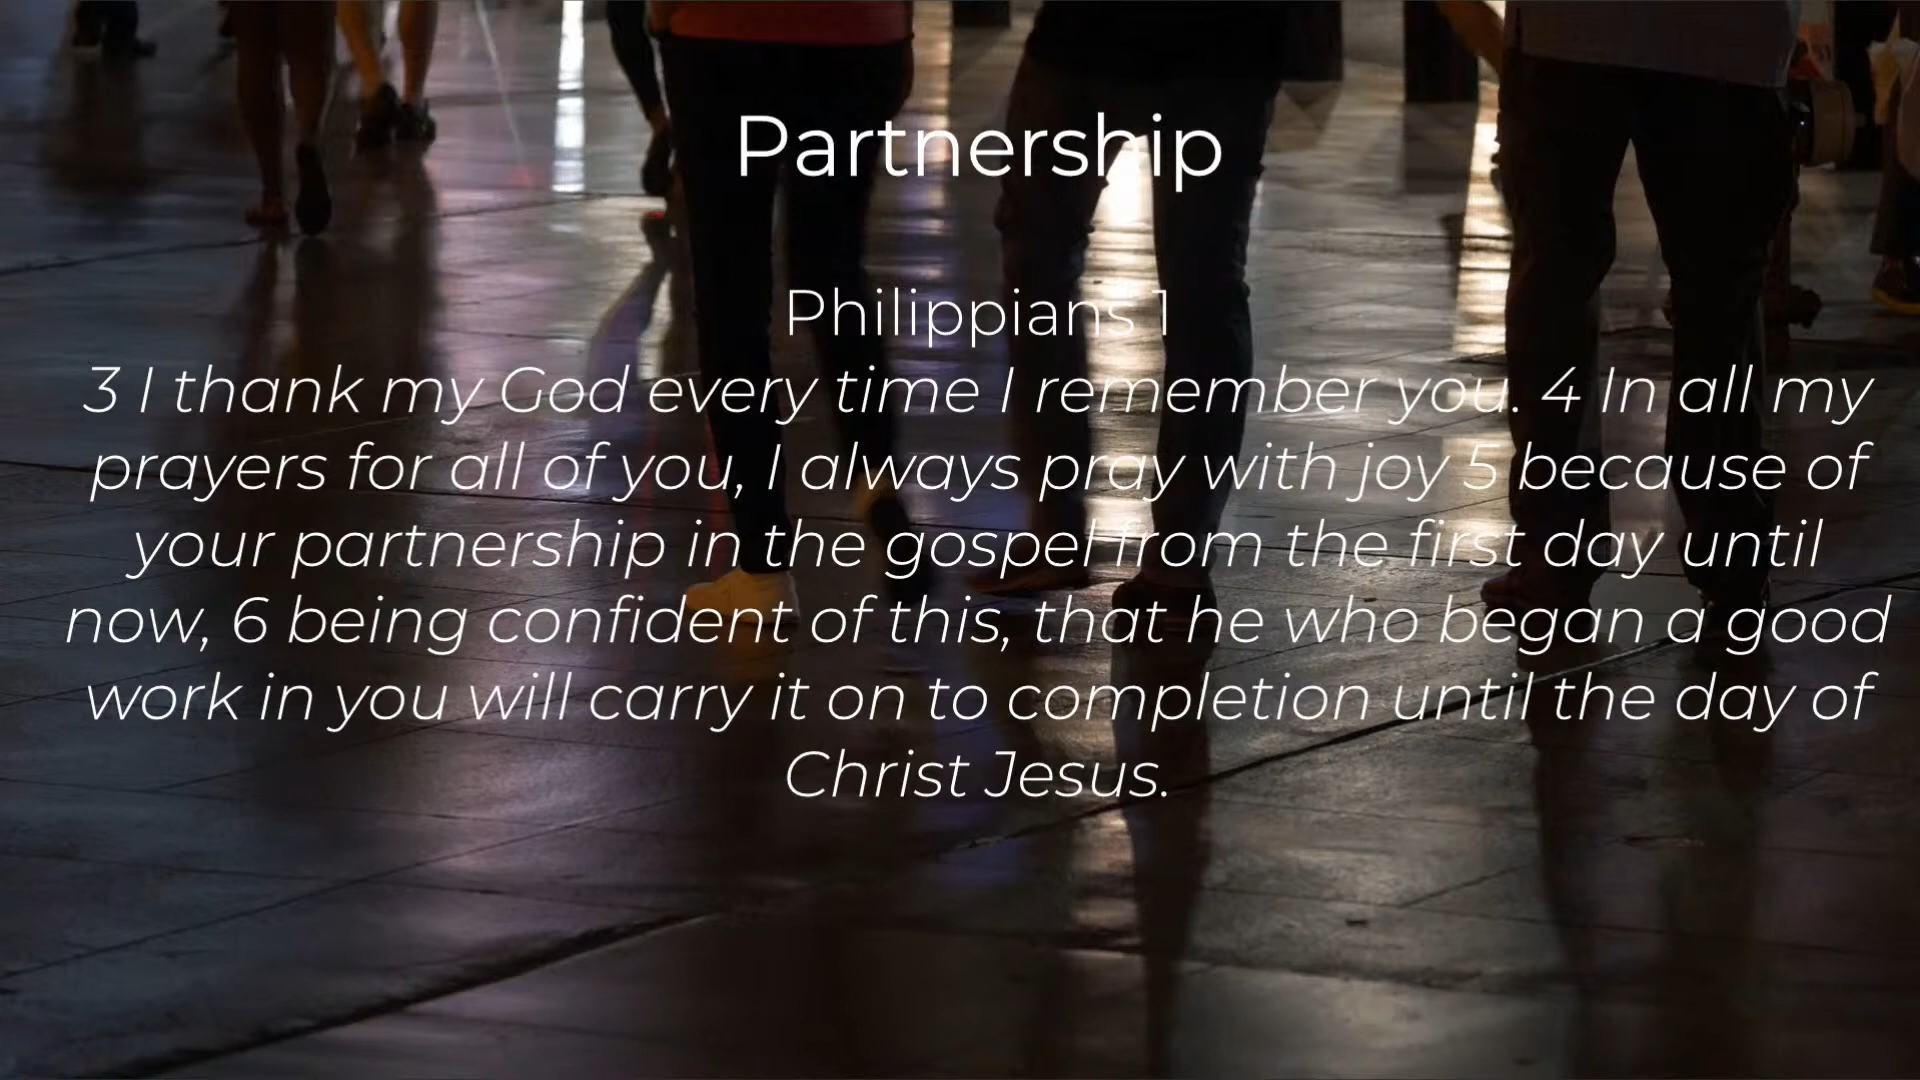 Partnership
Philippians 1
3 I thank my God every time I remember you. 4 In all my
prayers for all of you, I always pray with joy 5 because of
your partnership in the gospel from the first day until
now, 6 being confident of this, that he who began a good
work in you will carry it on to completion until the day of
Christ Jesus.